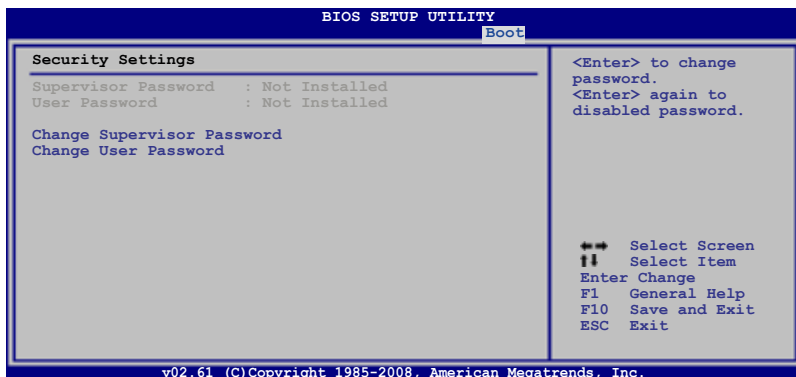 BIOS SETUP UTILITY
Boot
Security Settings
Supervisor Password : Not Installed
User Password : Not Installed
Change Supervisor Password
Change User Password
<Enter> to change
password.
<Enter> again to
disabled password.
←→ Select Screen
↑↓ Select Item
Enter Change
F1 General Help
F10 Save and Exit
ESC Exit
v02.61 (C)Copyright 1985-2008, American Megatrends, Inc.